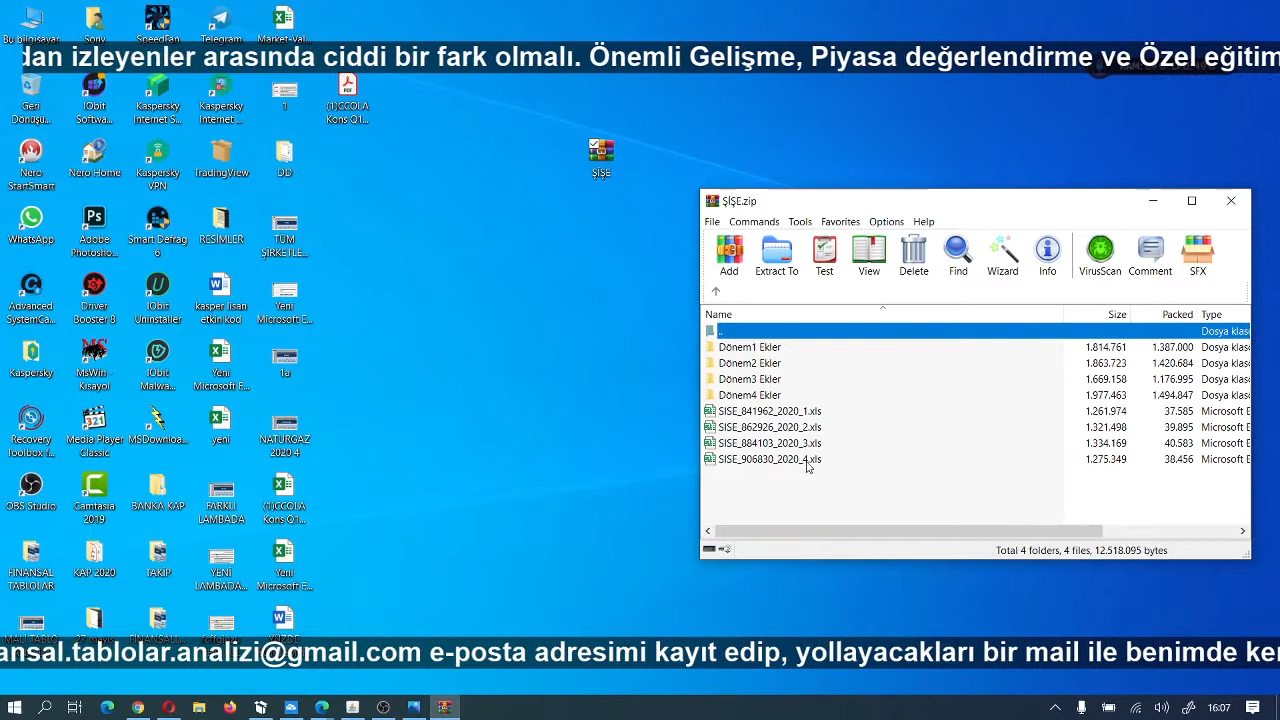 Bu bilgisayar
Sony
SpeedFan
Telegram
Market-Val...
dan izleyenler arasında ciddi bir fark olmalı. Önemli Gelişme, Piyasa değerlendirme ve Özel eğitim
Geri Dönüşü...
IObit Softwa...
Kaspersky Internet S...
Kaspersky Internet ...
1
(1)CCOLA Kons Q1...
Nero StartSmart
Nero Home
Kaspersky VPN
TradingView
DD
ŞİŞE
WhatsApp
Adobe Photosho...
Smart Defrag 6
RESİMLER
TÜM ŞİRKETLE...
Advanced SystemCa...
Driver Booster 8
IObit Uninstaller
kasper lisan etkin kod
Yeni Microsoft E...
Kaspersky
MsWin - Kısayol
IObit Malwa...
Yeni Microsoft E...
1a
Recovery Toolbox f...
Media Player Classic
MSDownloa...
yeni
NATURGAZ 2020 4
OBS Studio
Camtasia 2019
BANKA KAP
FARKLI LAMBADA
(1)CCOLA Kons Q1...
FİNANSAL TABLOLAR
KAP 2020
TAKİP
YENİ LAMBADA...
Yeni Microsoft E...
ŞİŞE.zip
File Commands Tools Favorites Options Help
Add Extract To Test View Delete Find Wizard Info VirusScan Comment SFX
Name Size Packed Type
.. Dosya klasö
Dönem1 Ekler 1.814.761 1.387.000 Dosya klasö
Dönem2 Ekler 1.863.723 1.420.684 Dosya klasö
Dönem3 Ekler 1.669.158 1.176.995 Dosya klasö
Dönem4 Ekler 1.977.463 1.494.847 Dosya klasö
SISE_841962_2020_1.xls 1.261.974 37.585 Microsoft E
SISE_862926_2020_2.xls 1.321.498 39.895 Microsoft E
SISE_884103_2020_3.xls 1.334.169 40.583 Microsoft E
SISE_906830_2020_4.xls 1.275.349 38.456 Microsoft E
Total 4 folders, 4 files, 12.518.095 bytes
ansal.tablolar.analizi@gmail.com e-posta adresimi kayıt edip, yollayacakları bir mail ile benimde ker
16:07